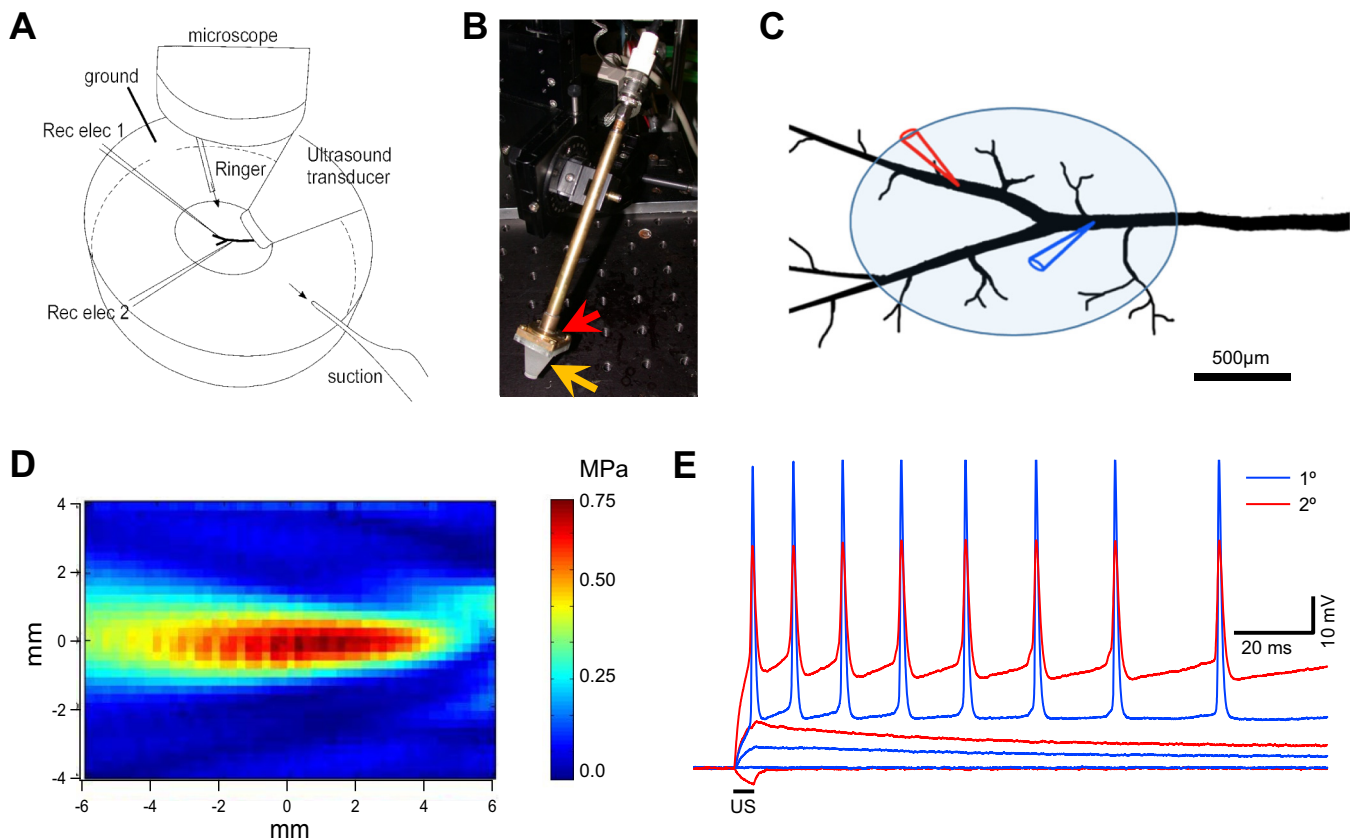 A
microscope
ground
Rec elec 1
Ringer
Ultrasound
transducer
Rec elec 2
suction
B
C
500µm
D
MPa
0.75
0.50
0.25
0.0
4
2
0
-2
-4
mm
-6 -4 -2 0 2 4 6
mm
E
1º
2º
20 ms
10 mV
US